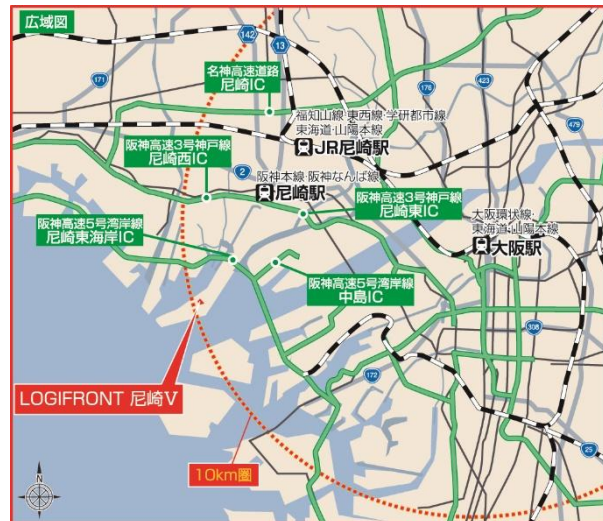 広域図
142
13
171
176
423
名神高速道路
尼崎IC
福知山線・東西線・学研都市線
東海道・山陽本線
JR尼崎駅
479
阪神高速3号神戸線
尼崎西IC
2
阪神本線・阪神なんば線
尼崎駅
阪神高速3号神戸線
尼崎東IC
大阪環状線・
東海道・山陽本線
大阪駅
阪神高速5号湾岸線
尼崎東海岸IC
阪神高速5号湾岸線
中島IC
308
172
LOGIFRONT 尼崎Ⅴ
10km圏
25
N